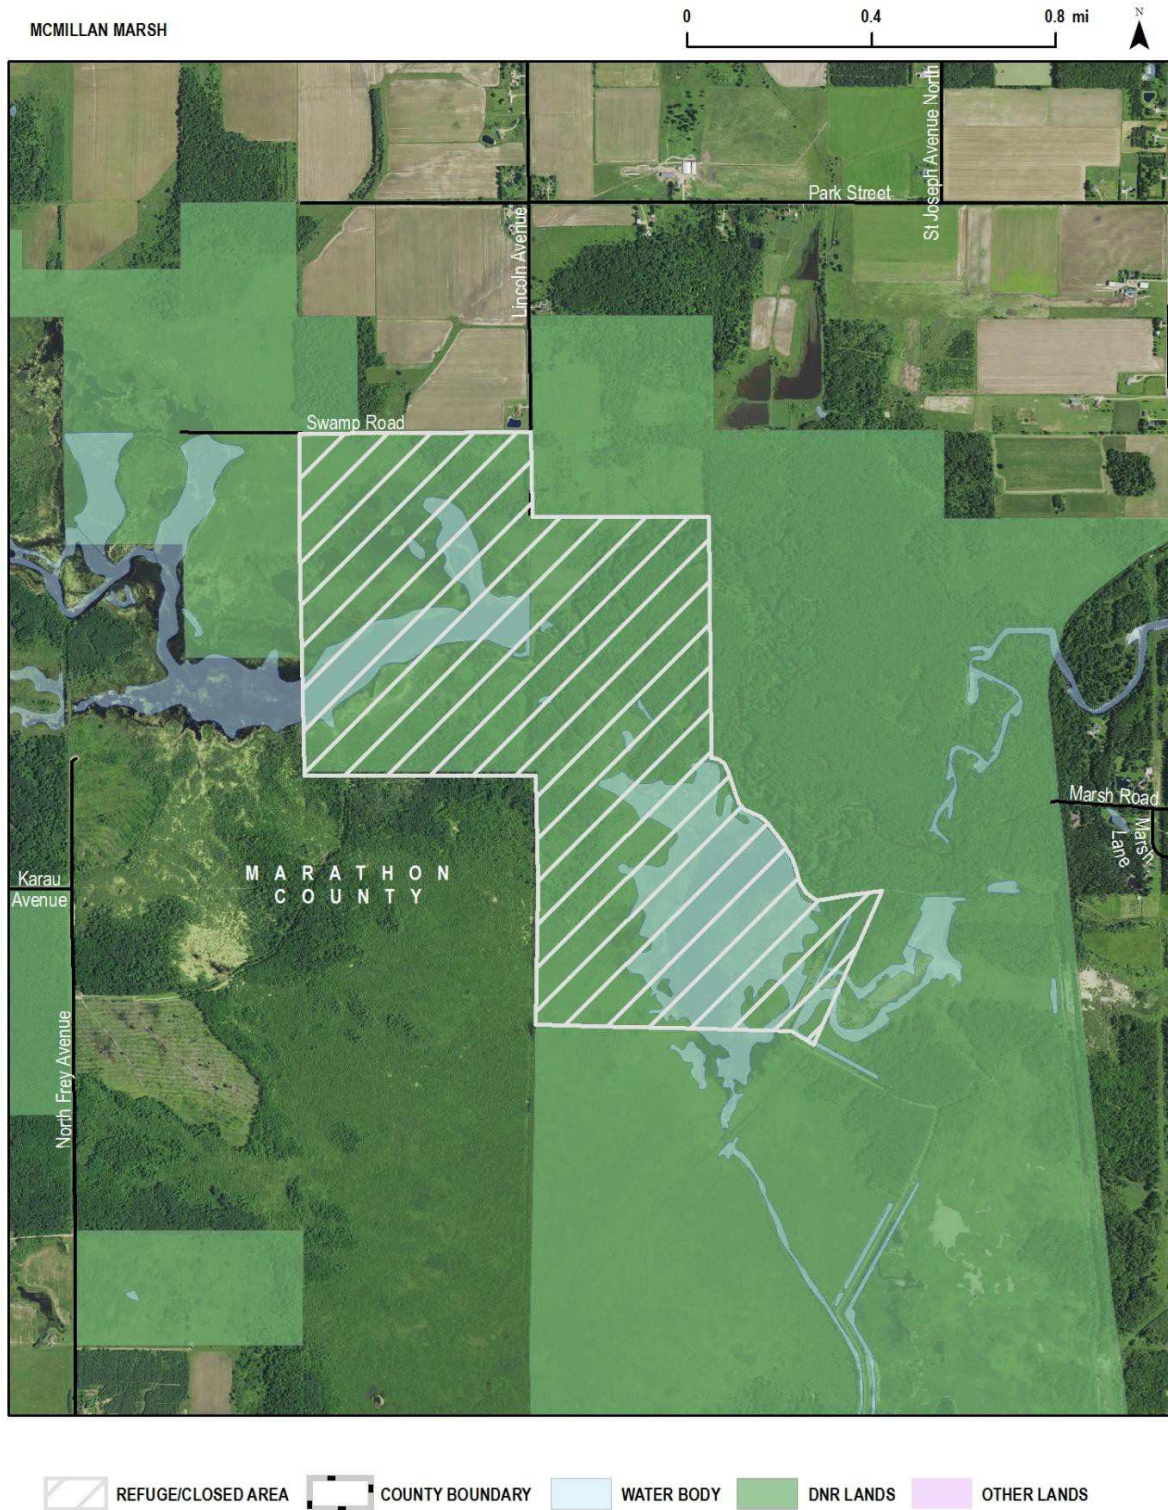 MCMILLAN MARSH
0 0.4 0.8 mi
N
St Joseph Avenue North
Park Street
Lincoln Avenue
Swamp Road
Marsh Road
Marsh
Lane
MARATHON
COUNTY
Karau
Avenue
North Frey Avenue
REFUGE/CLOSED AREA COUNTY BOUNDARY WATER BODY DNR LANDS OTHER LANDS